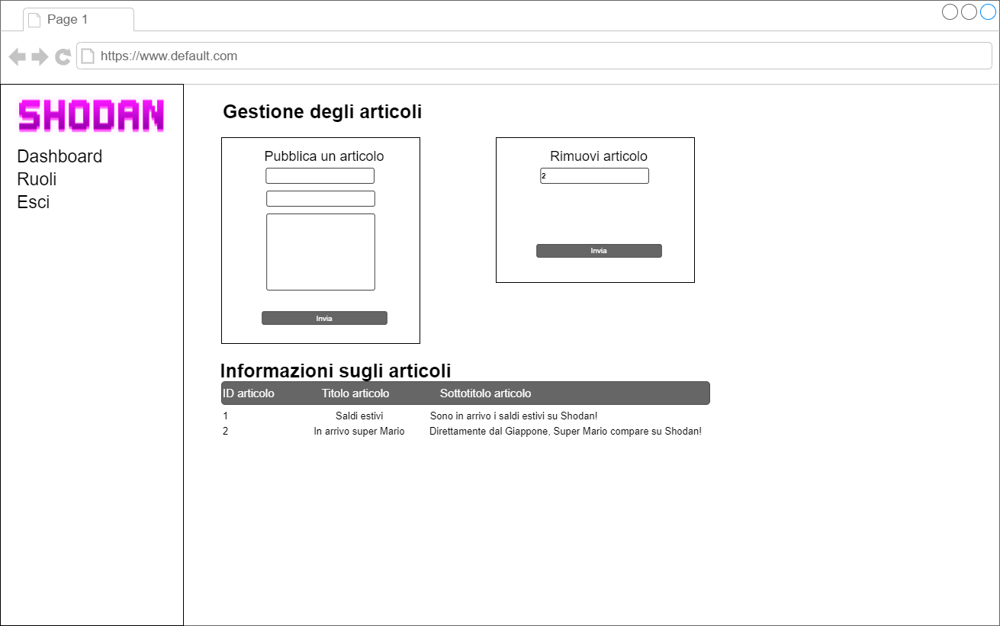 Page 1
https://www.default.com
SHODAN
Dashboard
Ruoli
Esci
Gestione degli articoli
Pubblica un articolo
Invia
Rimuovi articolo
2
Invia
Informazioni sugli articoli
ID articolo Titolo articolo Sottotitolo articolo
1 Saldi estivi Sono in arrivo i saldi estivi su Shodan!
2 In arrivo super Mario Direttamente dal Giappone, Super Mario compare su Shodan!